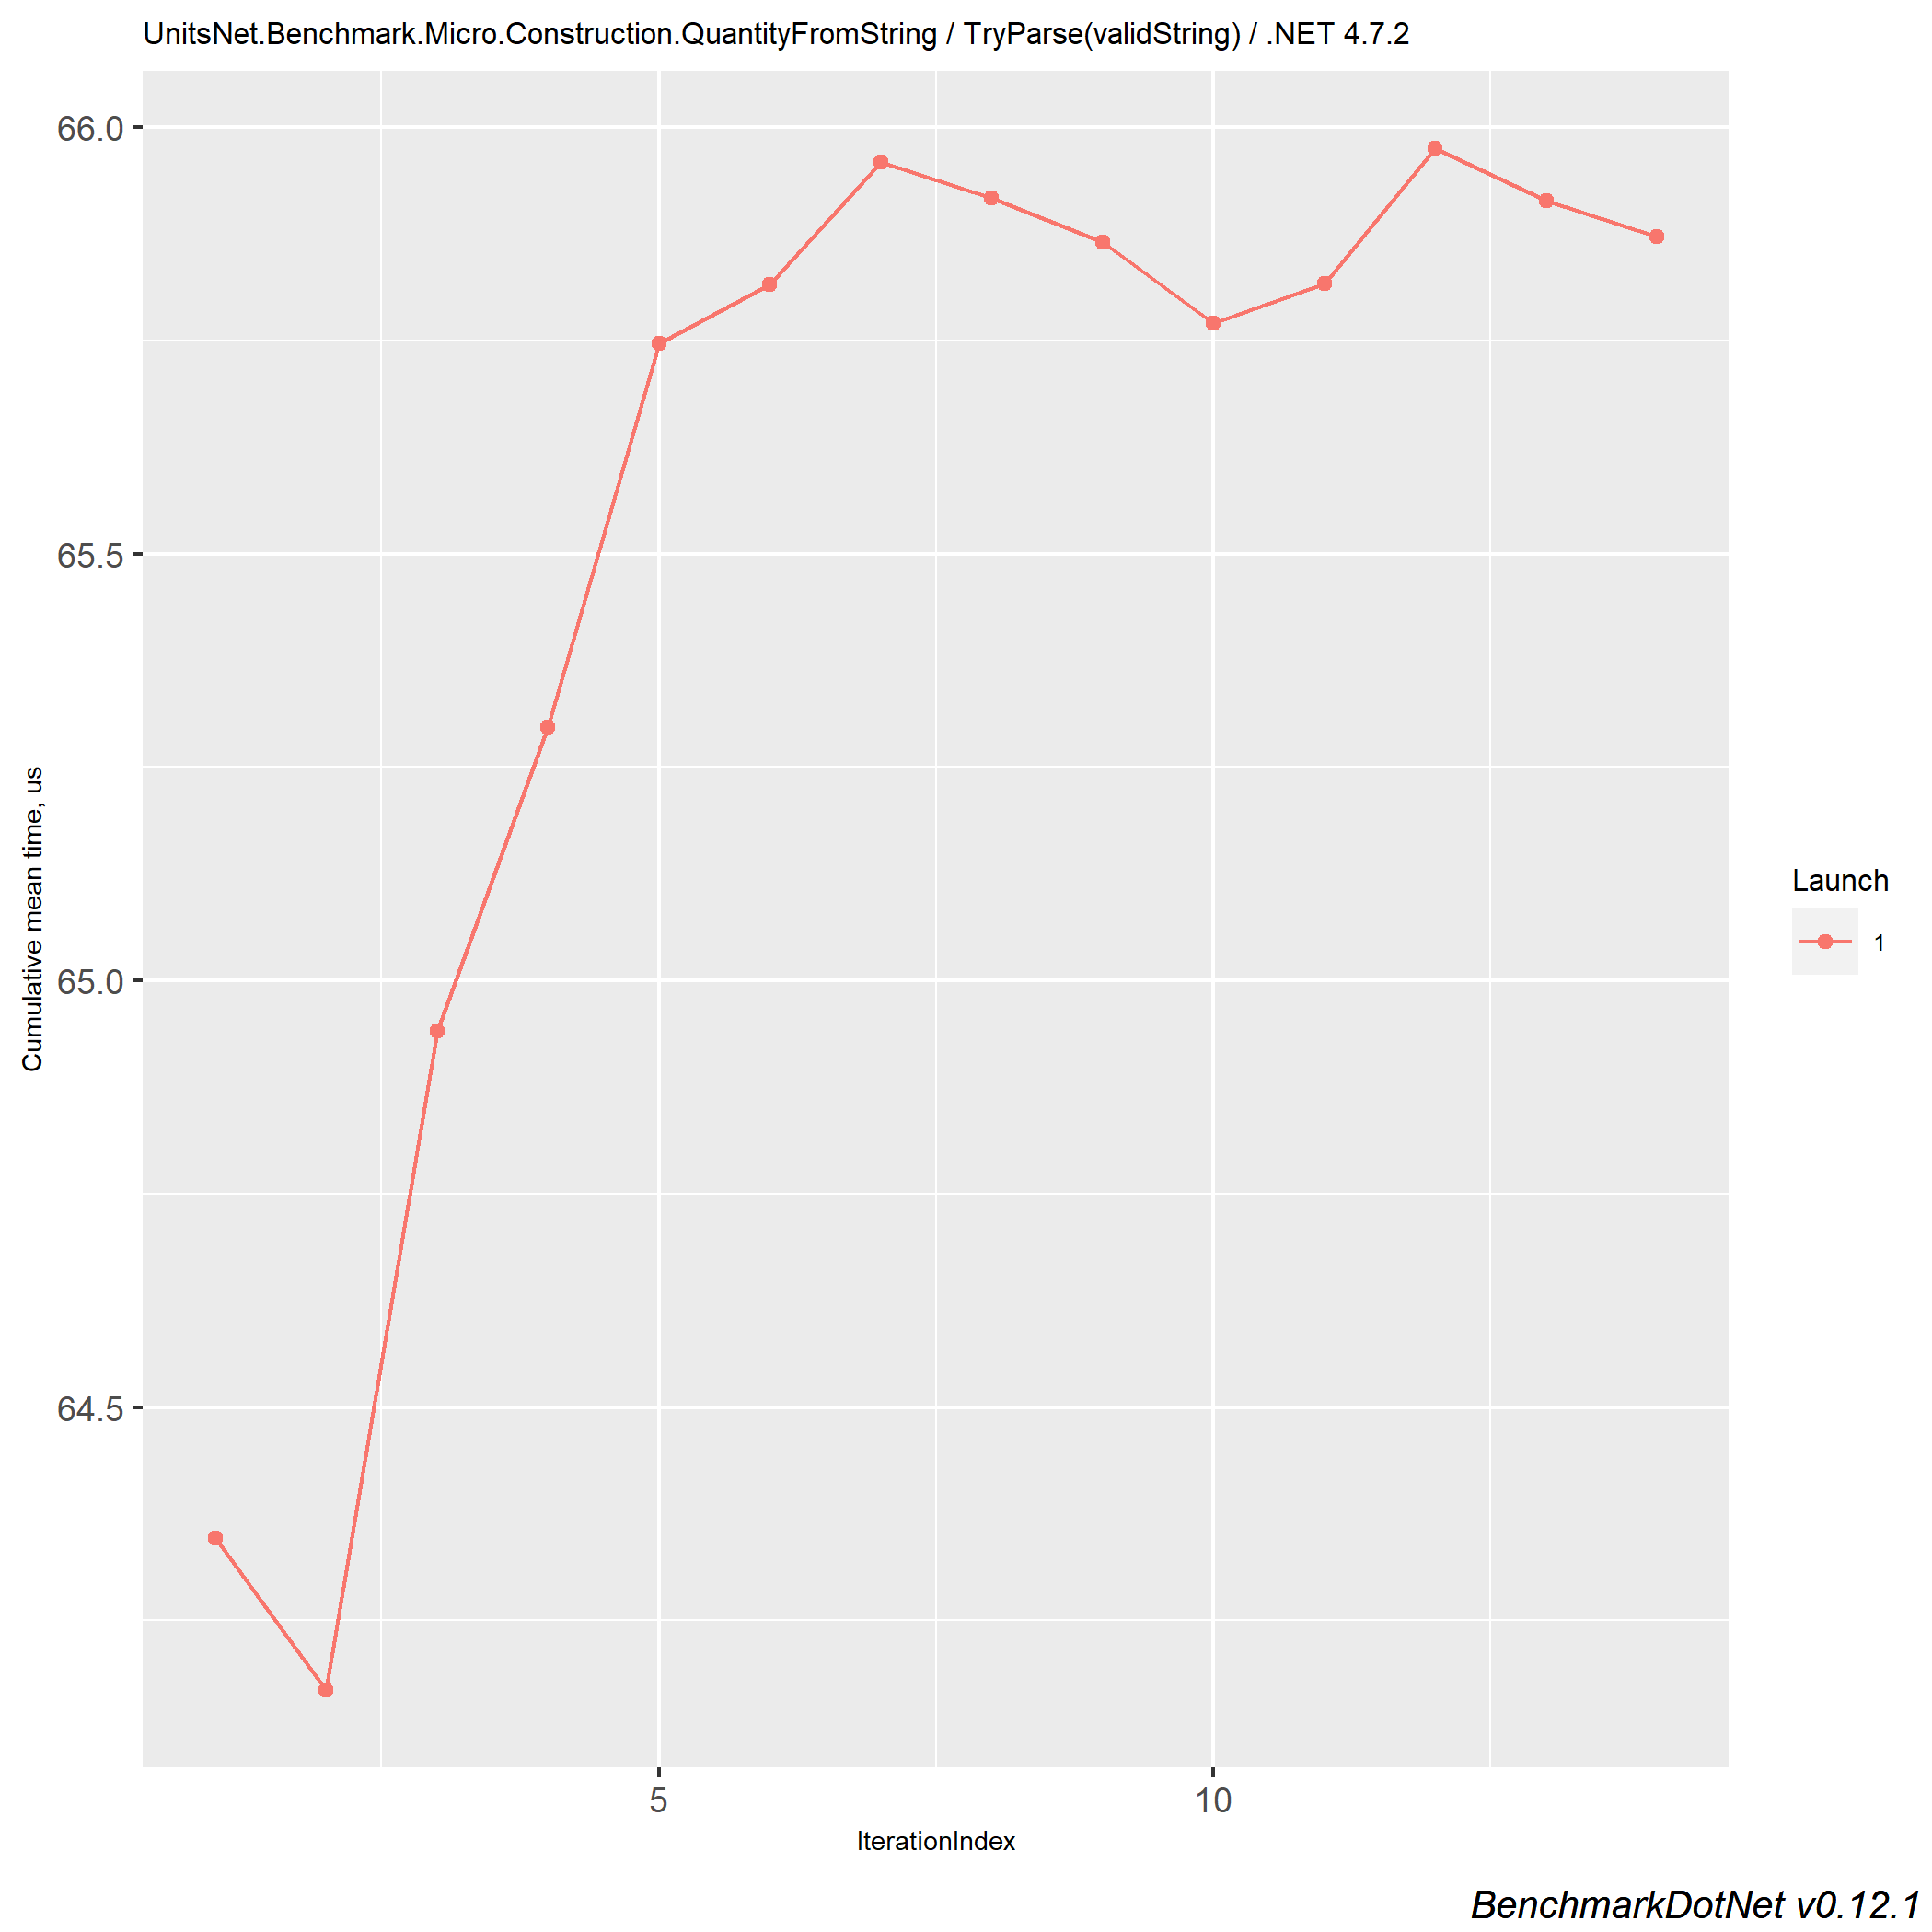 UnitsNet.Benchmark.Micro.Construction.QuantityFromString / TryParse(validString) / .NET 4.7.2
66.0
65.5
65.0
64.5
Cumulative mean time, us
5
10
IterationIndex
Launch
1
BenchmarkDotNet v0.12.1